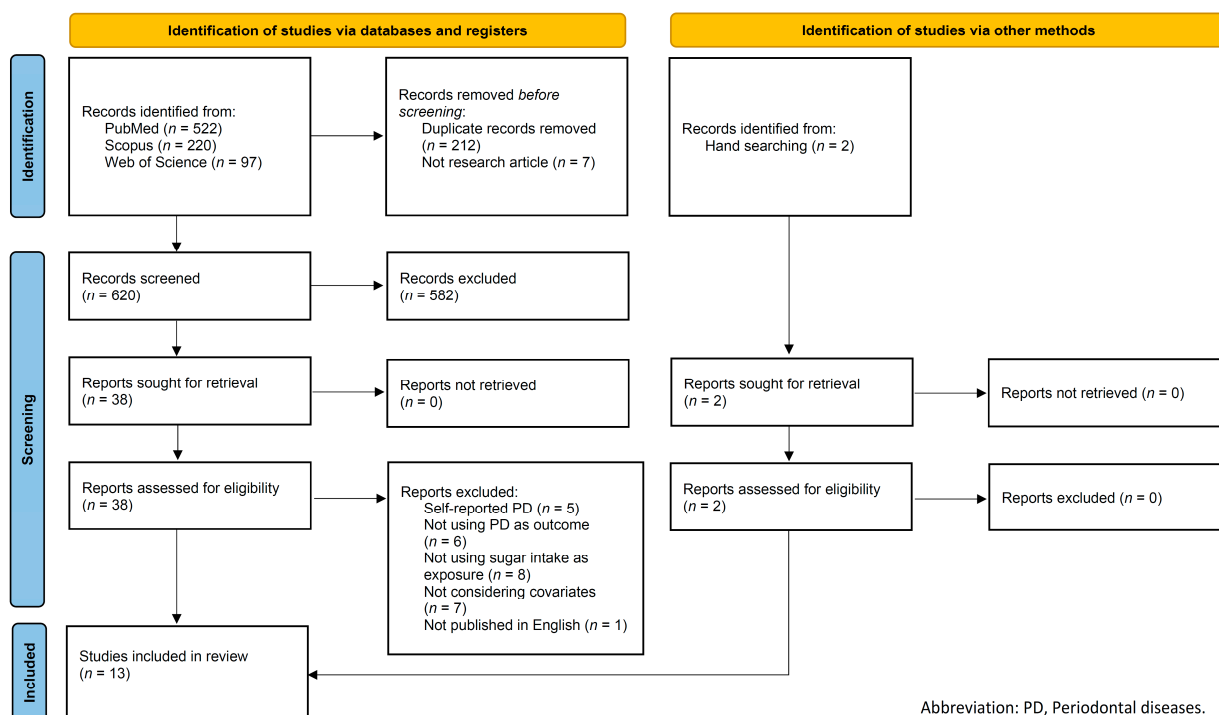 Identification of studies via databases and registers
Identification of studies via other methods
Identification
Records identified from:
PubMed (n = 522)
Scopus (n = 220)
Web of Science (n = 97)
Records removed before
screening:
Duplicate records removed
(n = 212)
Not research article (n = 7)
Records identified from:
Hand searching (n = 2)
Screening
Records screened
(n = 620)
Records excluded
(n = 582)
Reports sought for retrieval
(n = 38)
Reports not retrieved
(n = 0)
Reports sought for retrieval
(n = 2)
Reports not retrieved (n = 0)
Reports assessed for eligibility
(n = 38)
Reports excluded:
Self-reported PD (n = 5)
Not using PD as outcome
(n = 6)
Not using sugar intake as
exposure (n = 8)
Not considering covariates
(n = 7)
Not published in English (n = 1)
Reports assessed for eligibility
(n = 2)
Reports excluded (n = 0)
Included
Studies included in review
(n = 13)
Abbreviation: PD, Periodontal diseases.